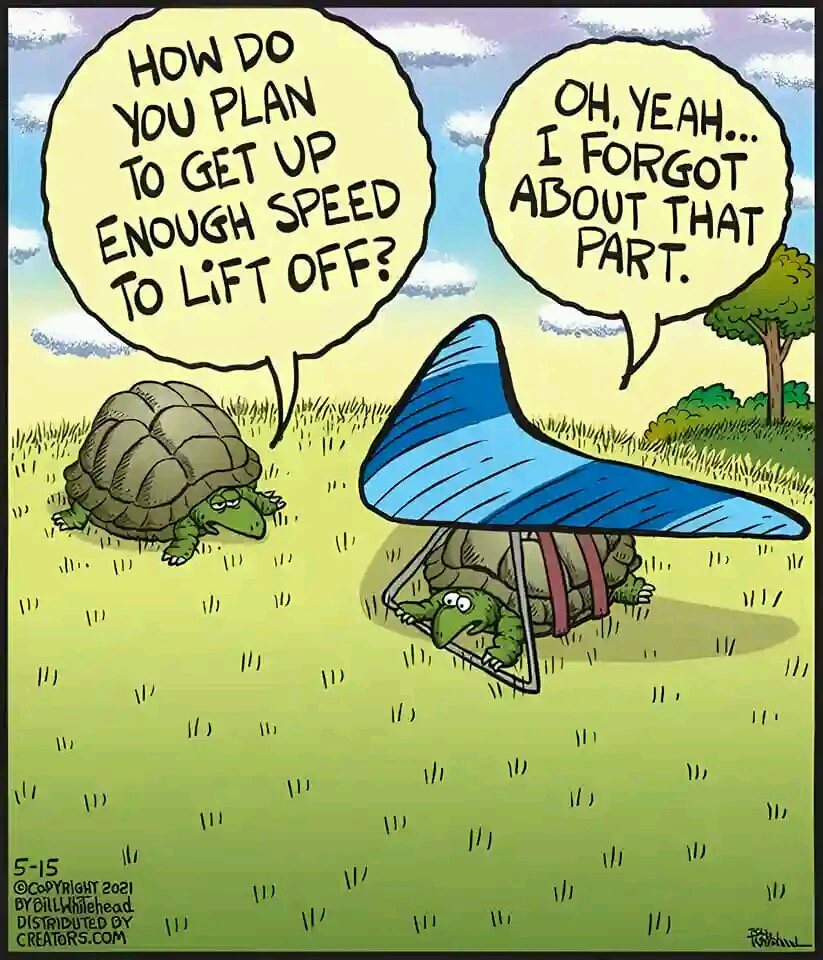 HOW DO
YOU PLAN
TO GET UP
ENOUGH SPEED
TO LiFT OFF?
OH, YEAH...
I FORGOT
ABOUT THAT
PART.
5-15
©COPYRIGHT 2021
BY Bill Whitehead
DISTRIBUTED BY
CREATORS.COM